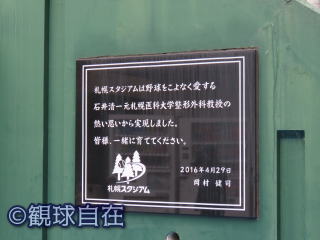 札幌スタジアムは野球をこよなく愛する
石井清一元札幌医科大学整形外科教授の
熱い思いから実現しました。
皆様、一緒に育ててください。
2016年4月29日
岡村 健司
札幌スタジアム
©観球自在